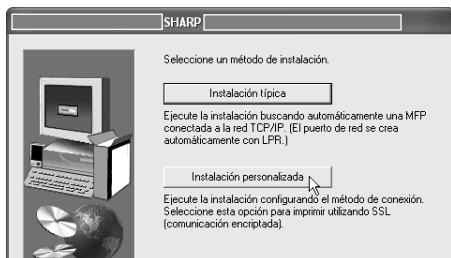 SHARP
Seleccione un método de instalación.
Instalación típica
Ejecute la instalación buscando automáticamente una MFP
conectada a la red TCP/IP. (El puerto de red se crea
automáticamente con LPR.)
Instalación personalizada
Ejecute la instalación configurando el método de conexión.
Seleccione esta opción para imprimir utilizando SSL
(comunicación encriptada).